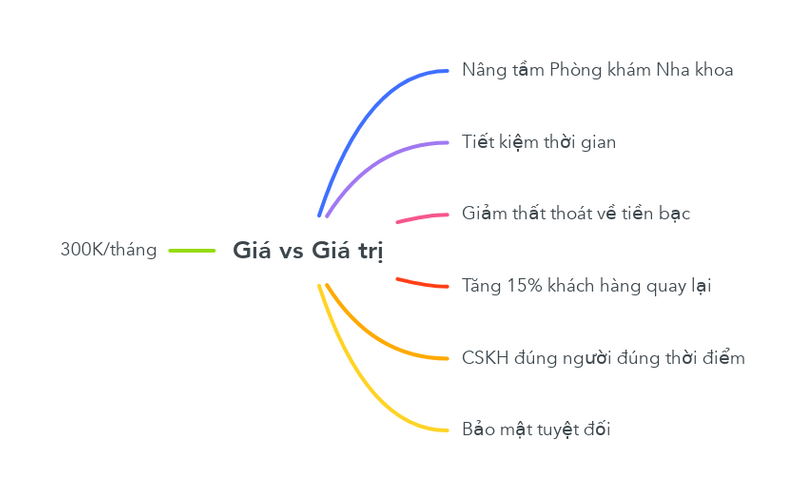 Nâng tầm Phòng khám Nha khoa
Tiết kiệm thời gian
Giảm thất thoát về tiền bạc
300K/tháng
Giá vs Giá trị
Tăng 15% khách hàng quay lại
CSKH đúng người đúng thời điểm
Bảo mật tuyệt đối